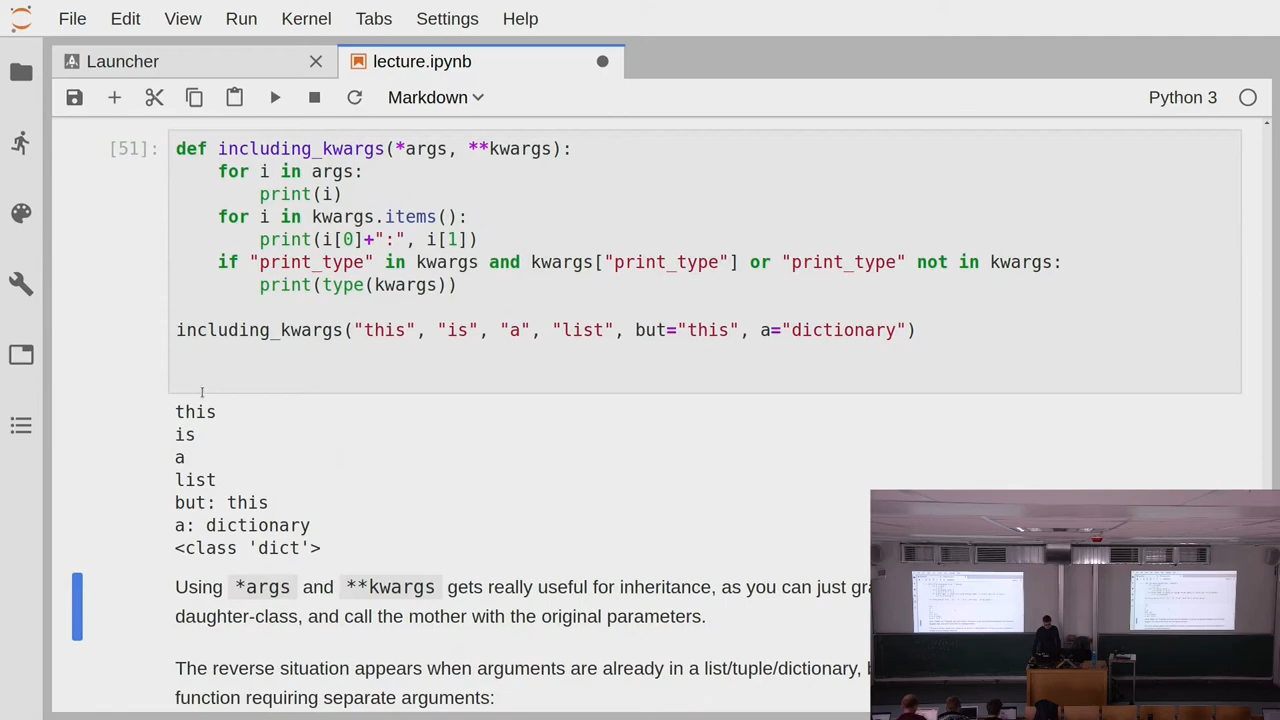 File Edit View Run Kernel Tabs Settings Help
Launcher
lecture.ipynb
Markdown
Python 3
[51]:
def including_kwargs(*args, **kwargs):
for i in args:
print(i)
for i in kwargs.items():
print(i[0]+":", i[1])
if "print_type" in kwargs and kwargs["print_type"] or "print_type" not in kwargs:
print(type(kwargs))
including_kwargs("this", "is", "a", "list", but="this", a="dictionary")
this
is
a
list
but: this
a: dictionary
<class 'dict'>
Using *args and **kwargs gets really useful for inheritance, as you can just
daughter-class, and call the mother with the original parameters.
The reverse situation appears when arguments are already in a list/tuple/dictionary,
function requiring separate arguments: